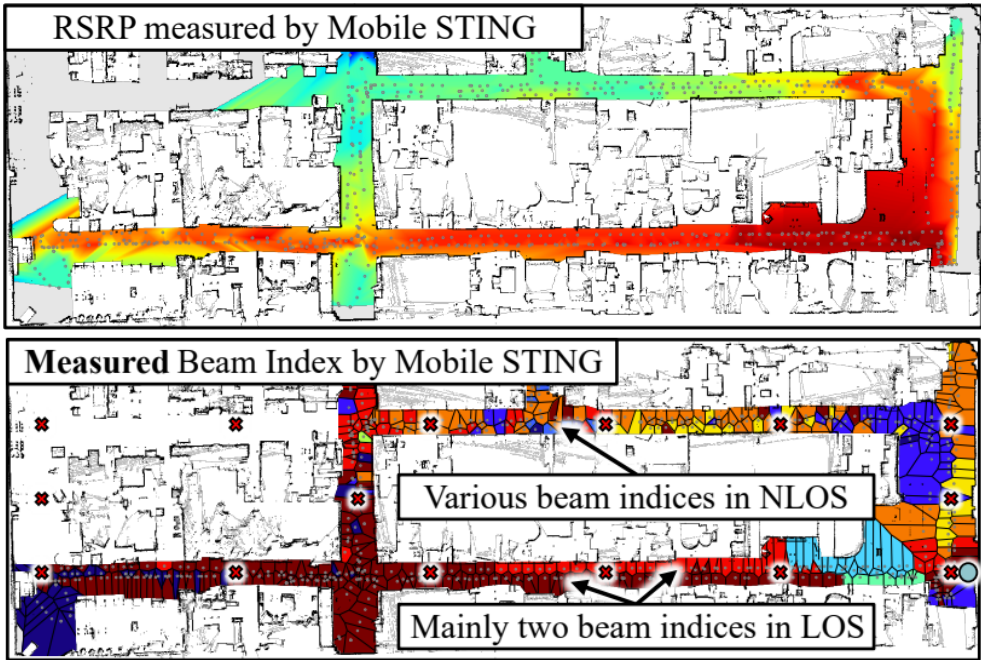 RSRP measured by Mobile STING
Measured Beam Index by Mobile STING
Various beam indices in NLOS
Mainly two beam indices in LOS